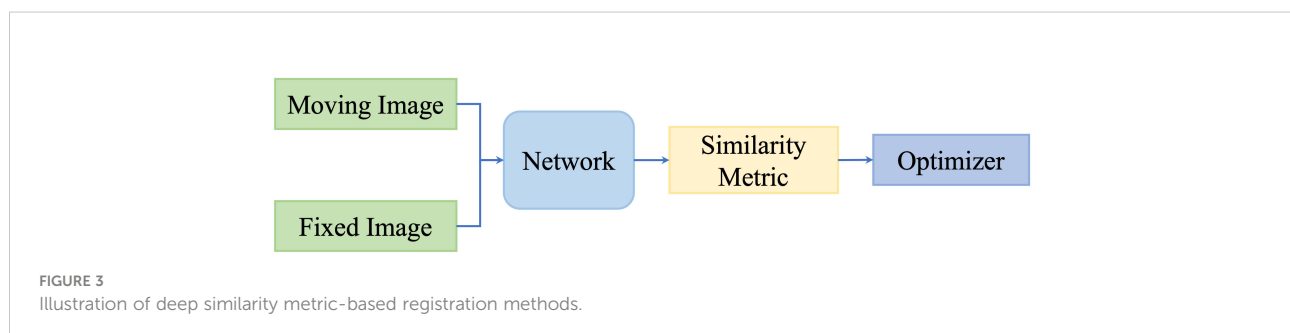 Moving Image
Fixed Image
Network
Similarity
Metric
Optimizer
FIGURE 3
Illustration of deep similarity metric-based registration methods.